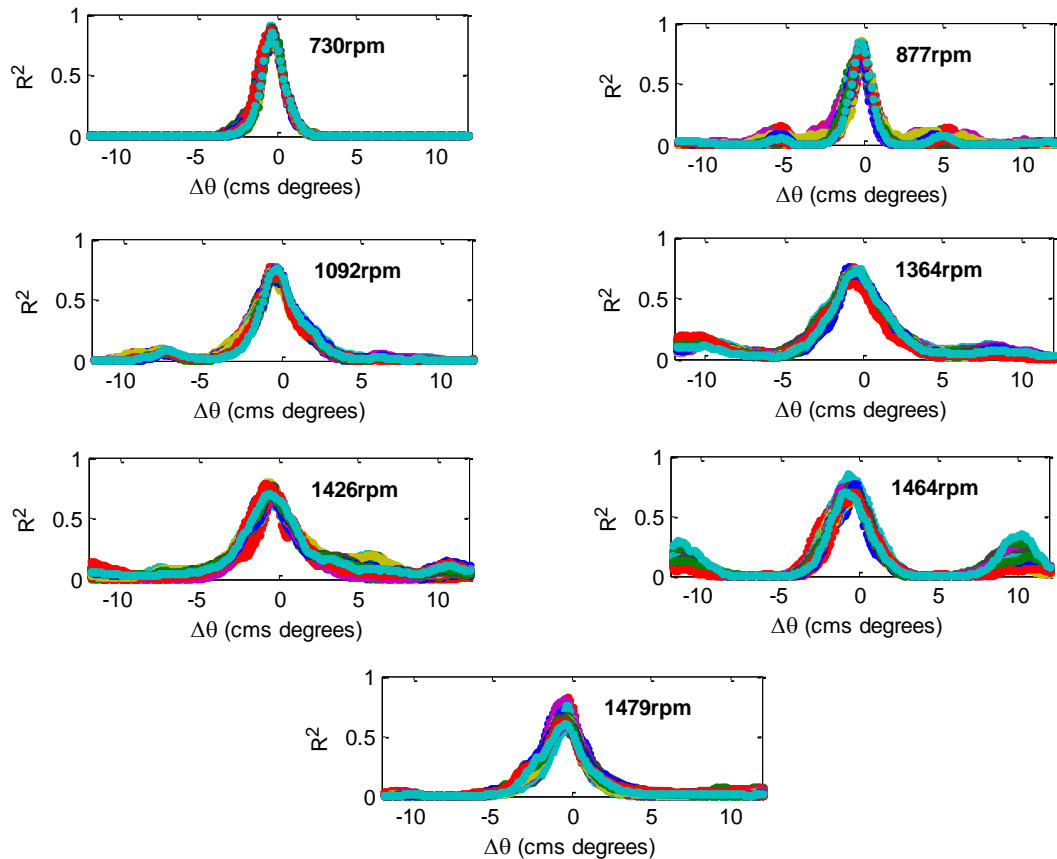 730rpm
R²
1
0.5
0
-10 -5 0 5 10
Δθ (cms degrees)
877rpm
R²
1
0.5
0
-10 -5 0 5 10
Δθ (cms degrees)
1092rpm
R²
1
0.5
0
-10 -5 0 5 10
Δθ (cms degrees)
1364rpm
R²
1
0.5
0
-10 -5 0 5 10
Δθ (cms degrees)
1426rpm
R²
1
0.5
0
-10 -5 0 5 10
Δθ (cms degrees)
1464rpm
R²
1
0.5
0
-10 -5 0 5 10
Δθ (cms degrees)
1479rpm
R²
1
0.5
0
-10 -5 0 5 10
Δθ (cms degrees)